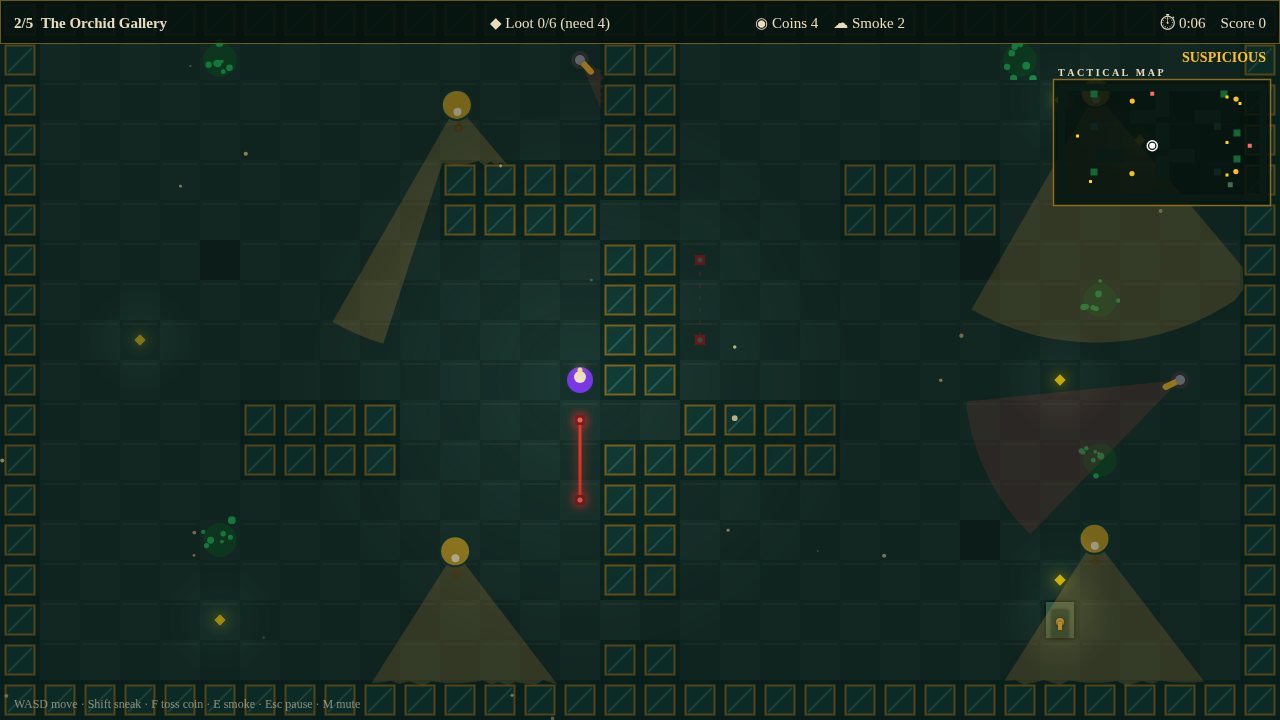 2/5 The Orchid Gallery
◆ Loot 0/6 (need 4)
◉ Coins 4 ☁ Smoke 2
⏱ 0:06 Score 0
SUSPICIOUS
TACTICAL MAP
WASD move · Shift sneak · F toss coin · E smoke · Esc pause · M mute